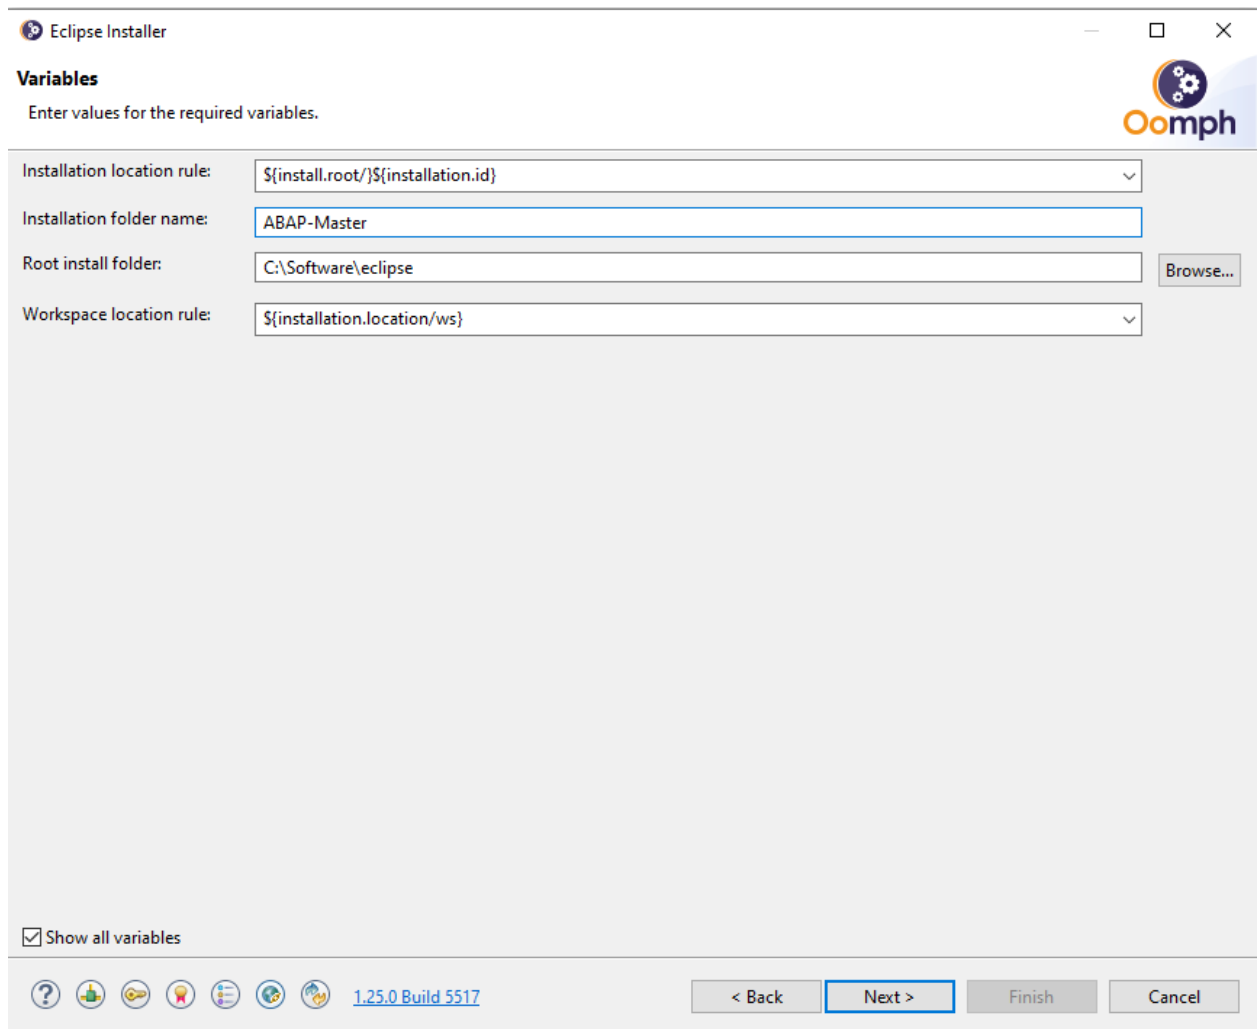 Eclipse Installer
Variables
Enter values for the required variables.
Oomph
Installation location rule: ${install.root/}${installation.id}
Installation folder name: ABAP-Master
Root install folder: C:\Software\eclipse Browse...
Workspace location rule: ${installation.location/ws}
Show all variables
? 1.25.0 Build 5517 < Back Next > Finish Cancel